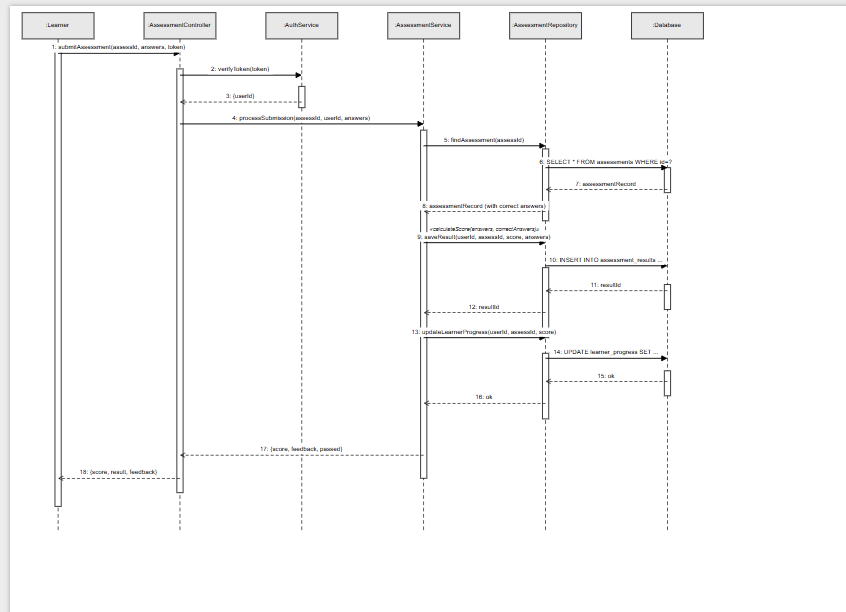 :Learner
:AssessmentController
:AuthService
:AssessmentService
:AssessmentRepository
:Database
1: submitAssessment(assessId, answers, token)
2: verifyToken(token)
3: {userId}
4: processSubmission(assessId, userId, answers)
5: findAssessment(assessId)
6: SELECT * FROM assessments WHERE id=?
7: assessmentRecord
8: assessmentRecord (with correct answers)
«calculateScore(answers, correctAnswers)»
9: saveResult(userId, assessId, score, answers)
10: INSERT INTO assessment_results ...
11: resultId
12: resultId
13: updateLearnerProgress(userId, assessId, score)
14: UPDATE learner_progress SET ...
15: ok
16: ok
17: {score, feedback, passed}
18: {score, result, feedback}